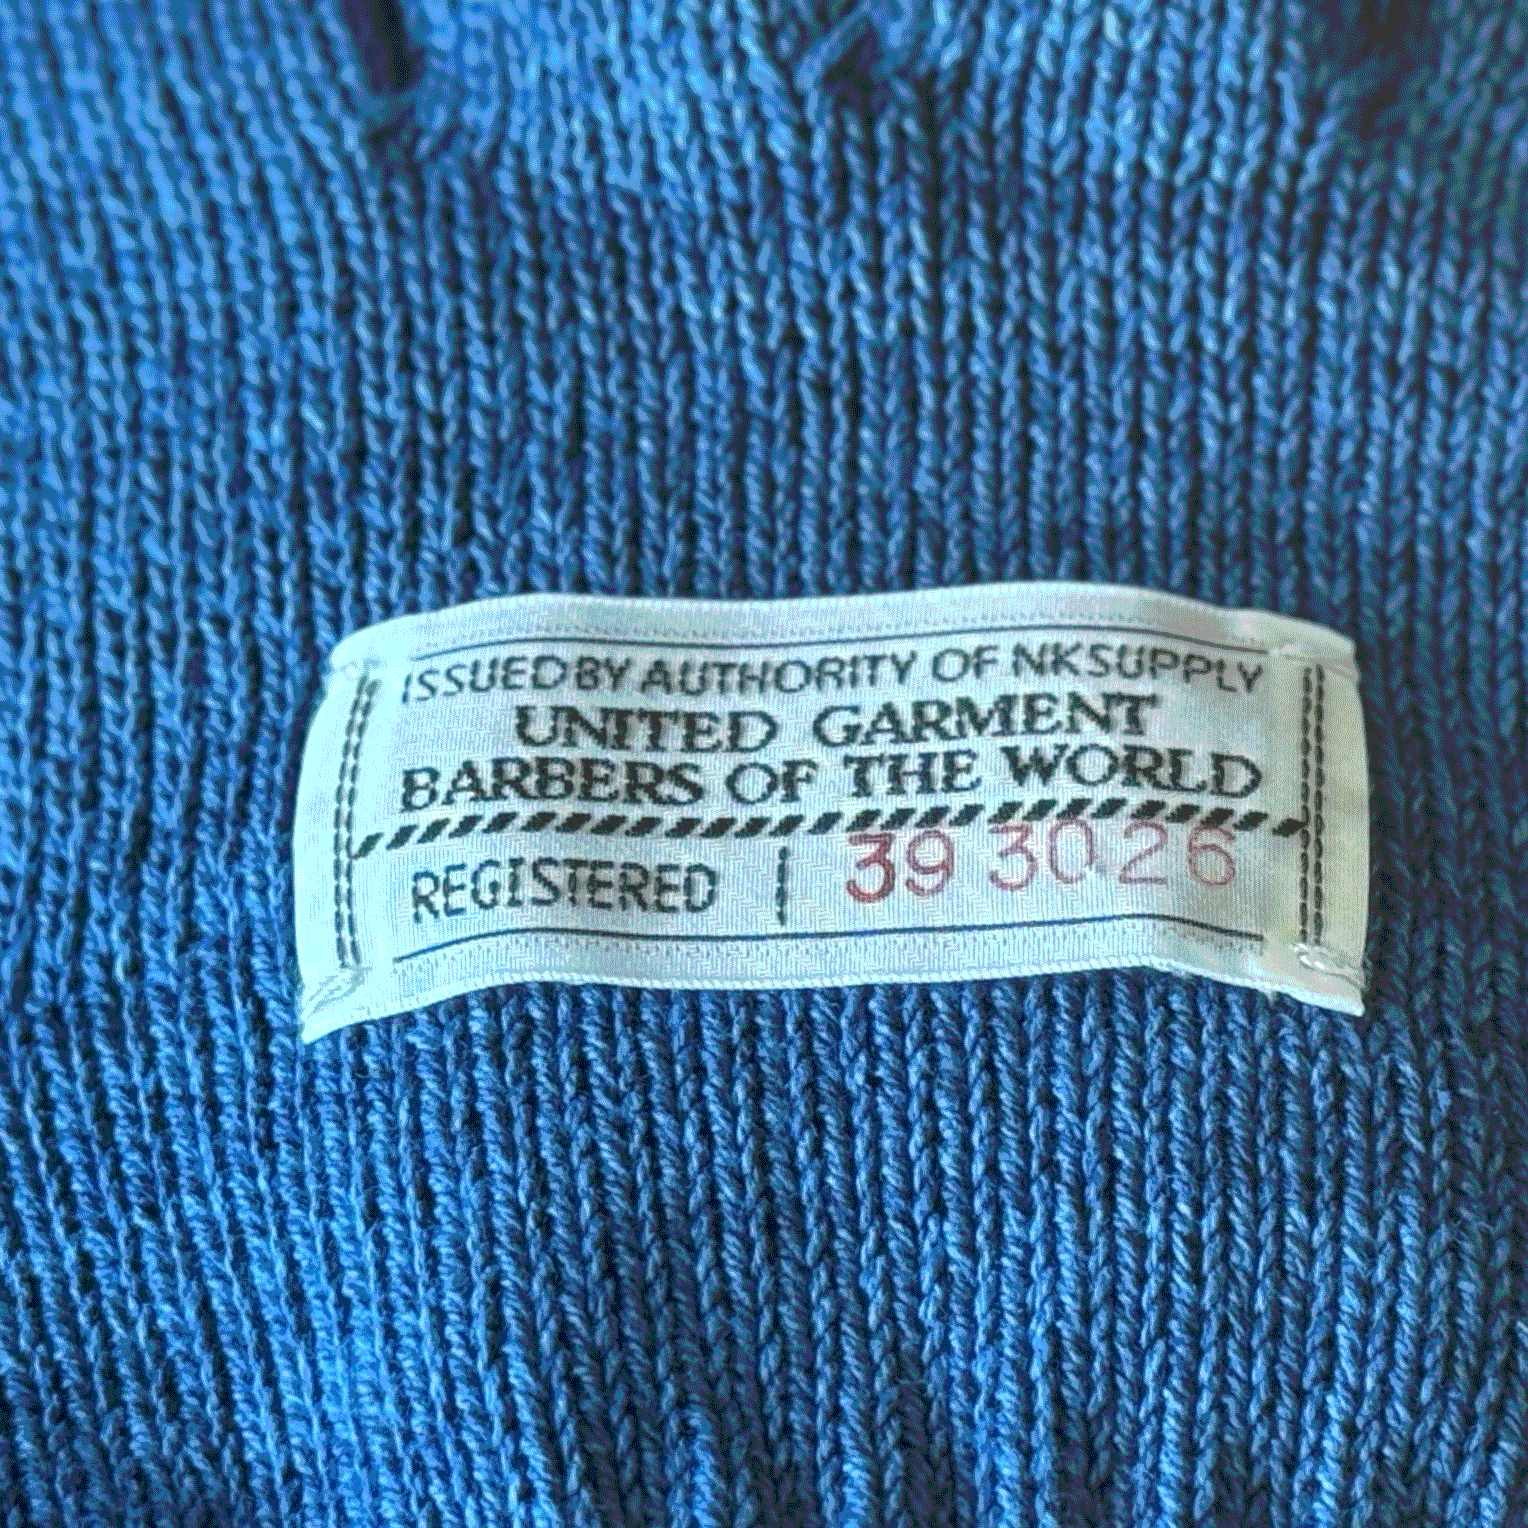 ISSUED BY AUTHORITY OF NKSUPPLY
UNITED GARMENT
BARBERS OF THE WORLD
REGISTERED | 39 30 26